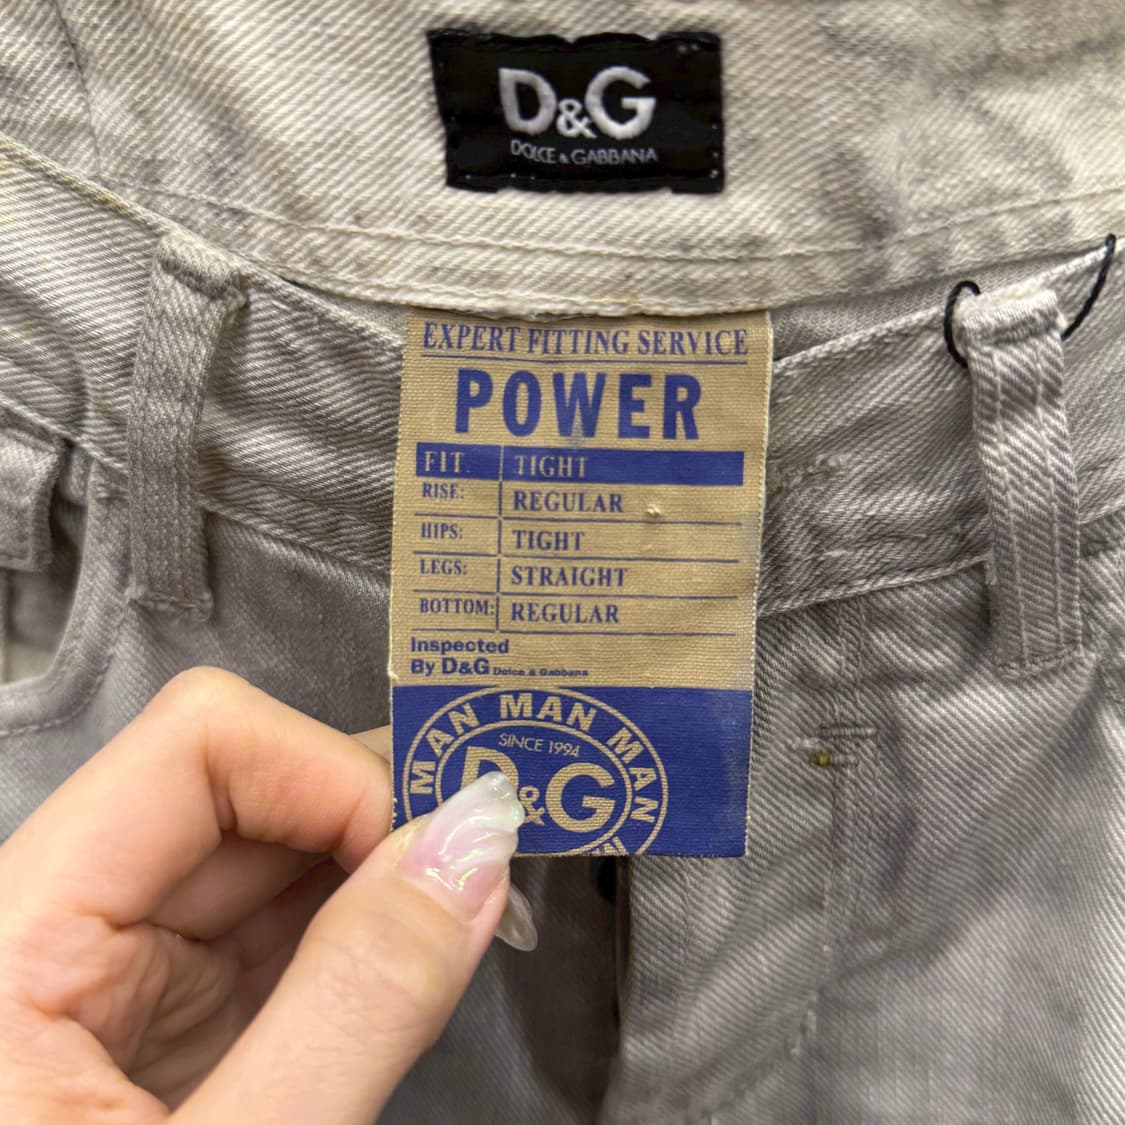 D&G
DOLCE & GABBANA
EXPERT FITTING SERVICE
POWER
FIT. TIGHT
RISE: REGULAR
HIPS: TIGHT
LEGS: STRAIGHT
BOTTOM: REGULAR
Inspected
By D&G Dolce & Gabbana
MAN MAN MAN
SINCE 1994
D&G